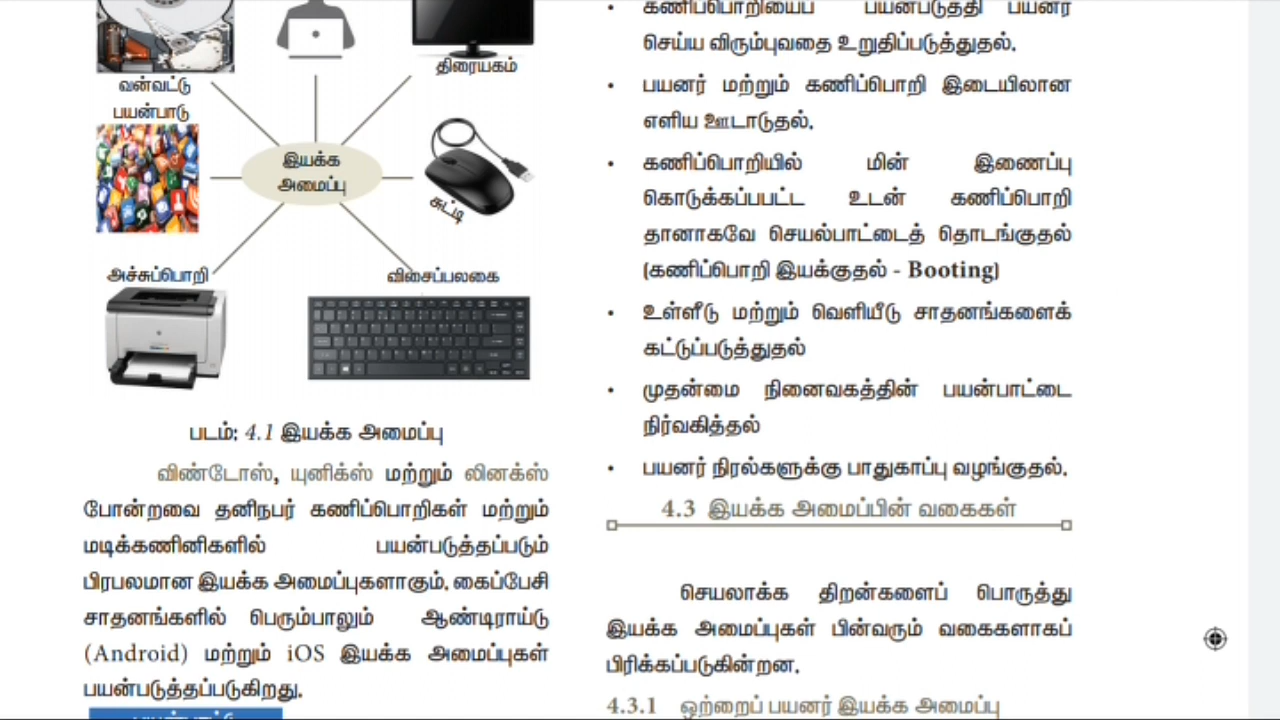 திரையகம்
வன்வட்டு
பயன்பாடு
இயக்க
அமைப்பு
சுட்டி
அச்சுப்பொறி
விசைப்பலகை
படம்: 4.1 இயக்க அமைப்பு
விண்டோஸ், யுனிக்ஸ் மற்றும் லினக்ஸ்
போன்றவை தனிநபர் கணிப்பொறிகள் மற்றும்
மடிக்கணினிகளில் பயன்படுத்தப்படும்
பிரபலமான இயக்க அமைப்புகளாகும். கைப்பேசி
சாதனங்களில் பெரும்பாலும் ஆண்டிராய்டு
(Android) மற்றும் iOS இயக்க அமைப்புகள்
பயன்படுத்தப்படுகிறது.
• கணிப்பொறியைப் பயன்படுத்தி பயனர்
செய்ய விரும்புவதை உறுதிப்படுத்துதல்.
• பயனர் மற்றும் கணிப்பொறி இடையிலான
எளிய ஊடாடுதல்.
• கணிப்பொறியில் மின் இணைப்பு
கொடுக்கப்பபட்ட உடன் கணிப்பொறி
தானாகவே செயல்பாட்டைத் தொடங்குதல்
(கணிப்பொறி இயக்குதல் - Booting)
• உள்ளீடு மற்றும் வெளியீடு சாதனங்களைக்
கட்டுப்படுத்துதல்
• முதன்மை நினைவகத்தின் பயன்பாட்டை
நிர்வகித்தல்
• பயனர் நிரல்களுக்கு பாதுகாப்பு வழங்குதல்.
4.3 இயக்க அமைப்பின் வகைகள்
செயலாக்க திறன்களைப் பொருத்து
இயக்க அமைப்புகள் பின்வரும் வகைகளாகப்
பிரிக்கப்படுகின்றன.
4.3.1 ஒற்றைப் பயனர் இயக்க அமைப்பு